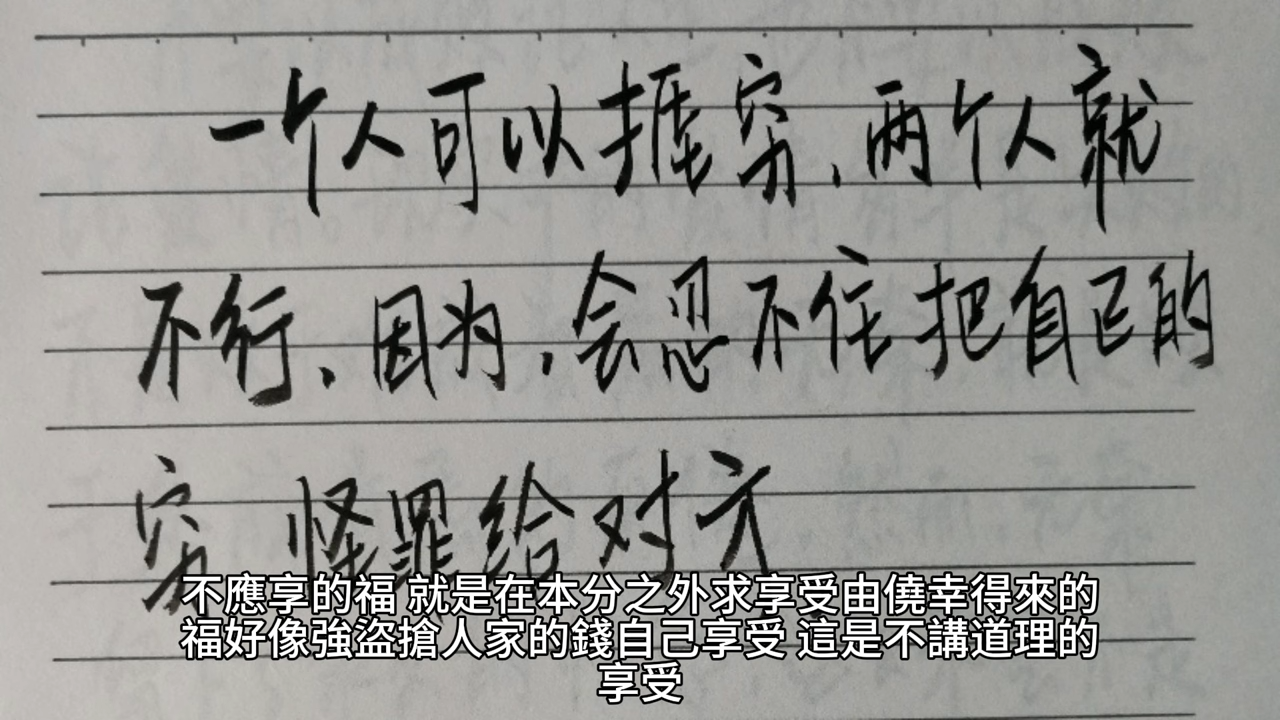 一个人可以捱穷,两个人就
不行,因为,会忍不住把自己的
穷 怪罪给对方
不應享的福 就是在本分之外求享受由僥幸得來的
福好像強盜搶人家的錢自己享受 這是不講道理的
享受